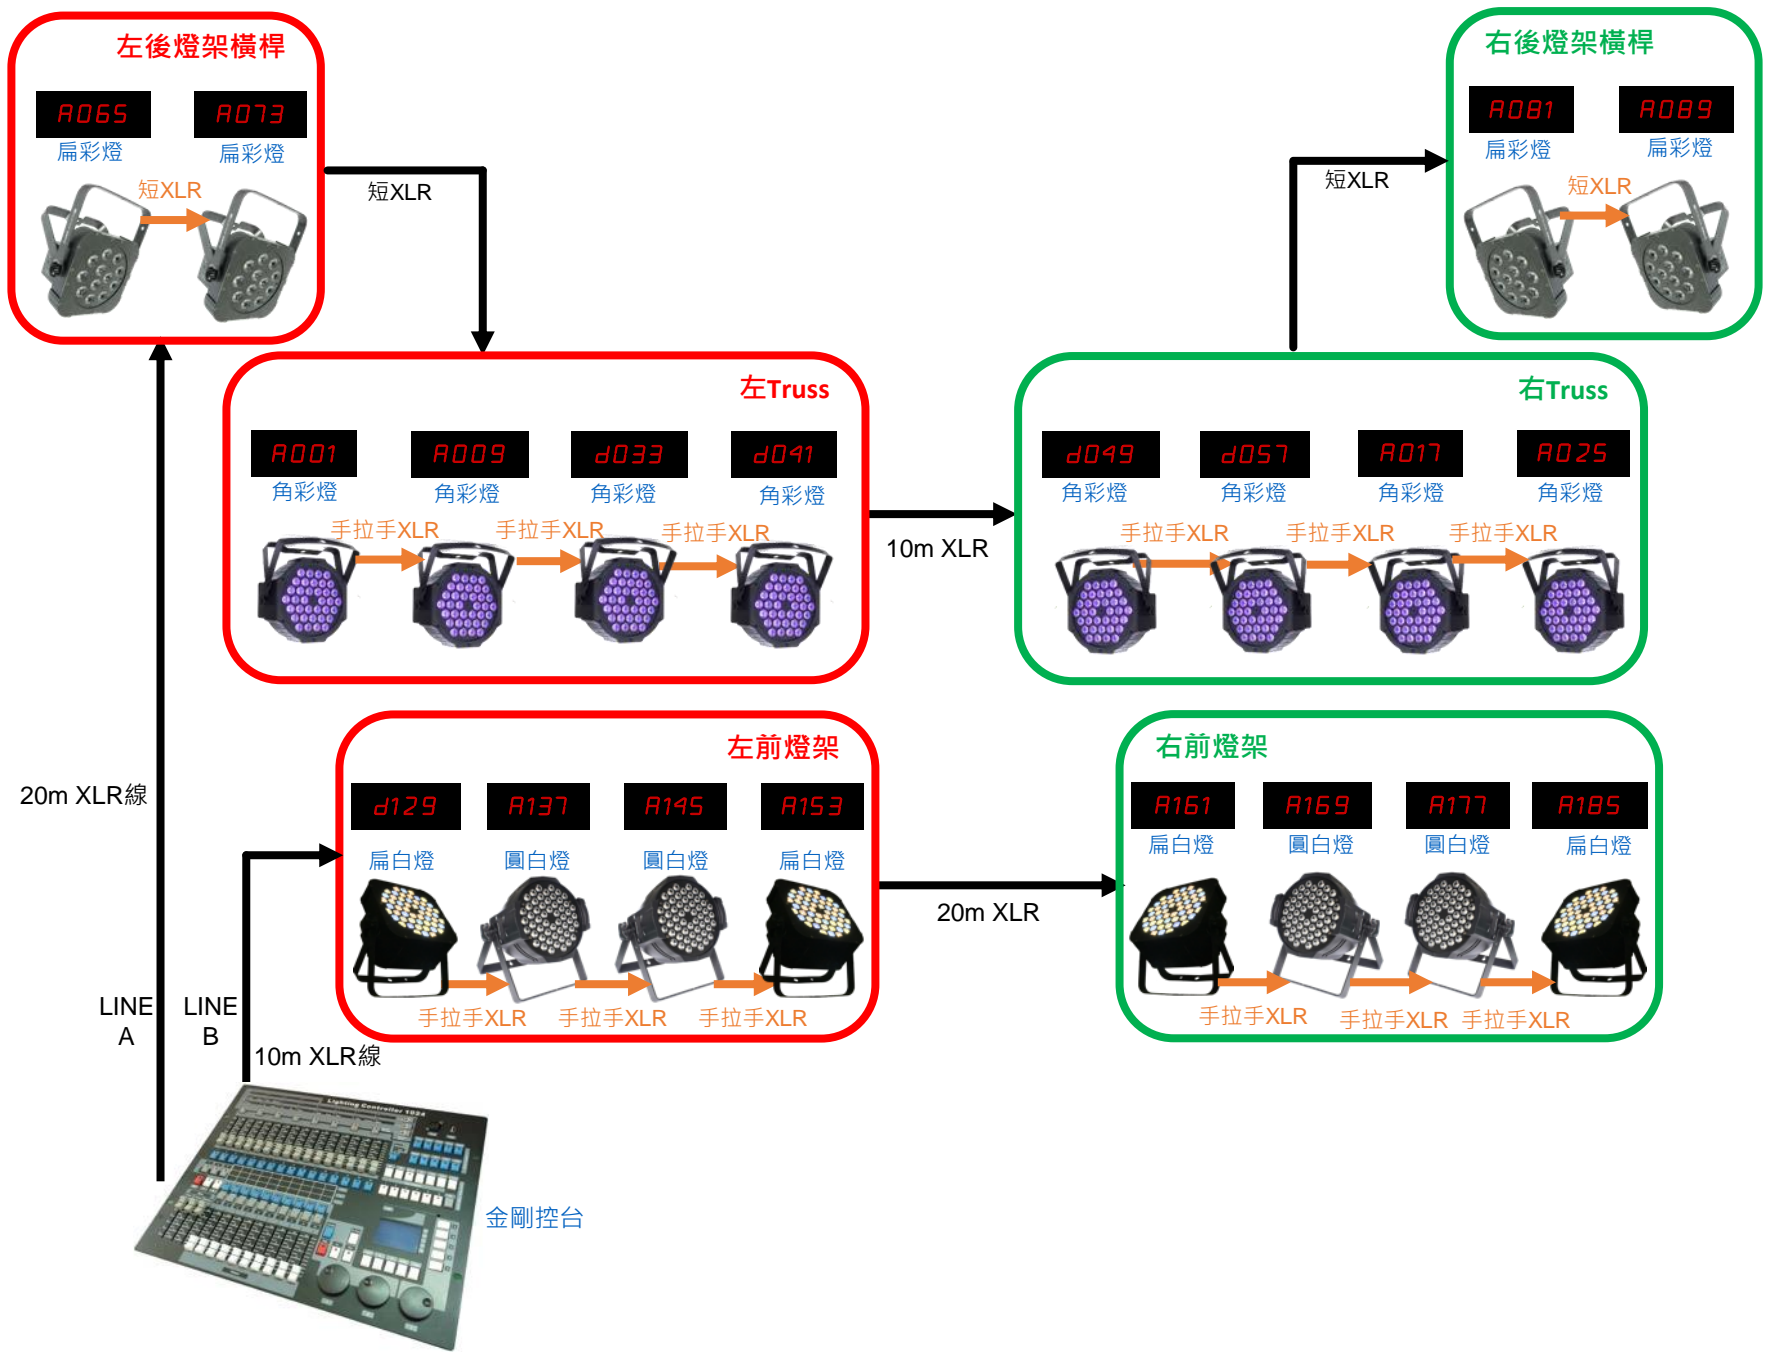 左後燈架橫桿
A065
A073
扁彩燈
扁彩燈
短XLR
短XLR
右後燈架橫桿
A081
A089
扁彩燈
扁彩燈
短XLR
短XLR
左Truss
A001
A009
d033
d041
角彩燈
角彩燈
角彩燈
角彩燈
手拉手XLR
手拉手XLR
手拉手XLR
10m XLR
右Truss
d049
d057
A017
A025
角彩燈
角彩燈
角彩燈
角彩燈
手拉手XLR
手拉手XLR
手拉手XLR
左前燈架
d129
A137
A145
A153
扁白燈
圓白燈
圓白燈
扁白燈
手拉手XLR
手拉手XLR
手拉手XLR
20m XLR
右前燈架
A161
A169
A177
A185
扁白燈
圓白燈
圓白燈
扁白燈
手拉手XLR
手拉手XLR
手拉手XLR
20m XLR線
LINE
A
LINE
B
10m XLR線
Lighting Controller 1024
金剛控台